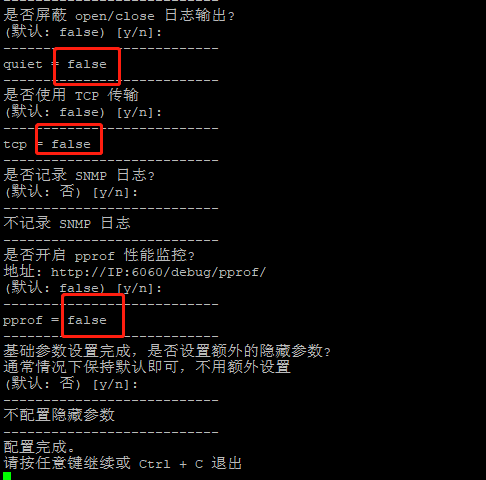 ---------------------------
是否屏蔽 open/close 日志输出?
(默认: false) [y/n]:
---------------------------
quiet = false
---------------------------
是否使用 TCP 传输
(默认: false) [y/n]:
---------------------------
tcp = false
---------------------------
是否记录 SNMP 日志?
(默认: 否) [y/n]:
---------------------------
不记录 SNMP 日志
---------------------------
是否开启 pprof 性能监控?
地址: http://IP:6060/debug/pprof/
(默认: false) [y/n]:
---------------------------
pprof = false
---------------------------
基础参数设置完成，是否设置额外的隐藏参数?
通常情况下保持默认即可，不用额外设置
(默认: 否) [y/n]:
---------------------------
不配置隐藏参数
---------------------------
配置完成。
请按任意键继续或 Ctrl + C 退出